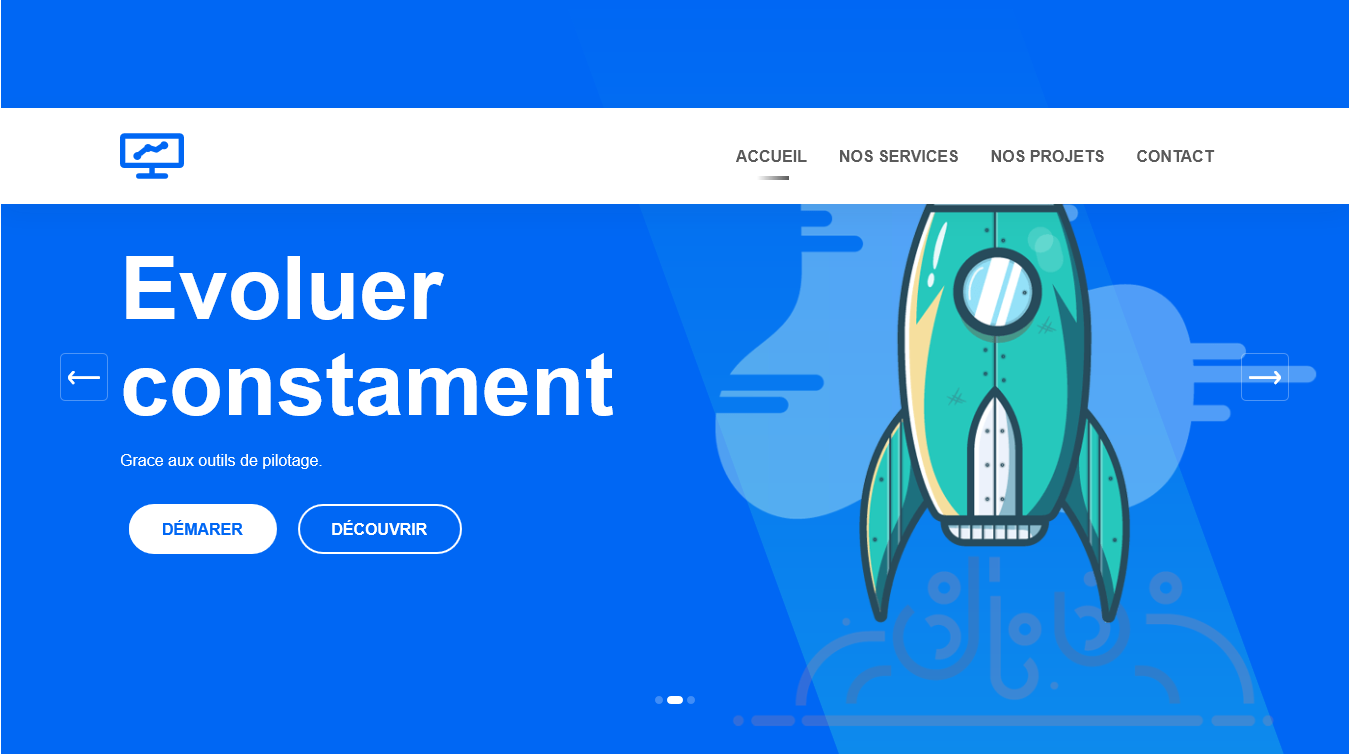 ACCUEIL NOS SERVICES NOS PROJETS CONTACT
Evoluer
constament
Grace aux outils de pilotage.
DÉMARER DÉCOUVRIR